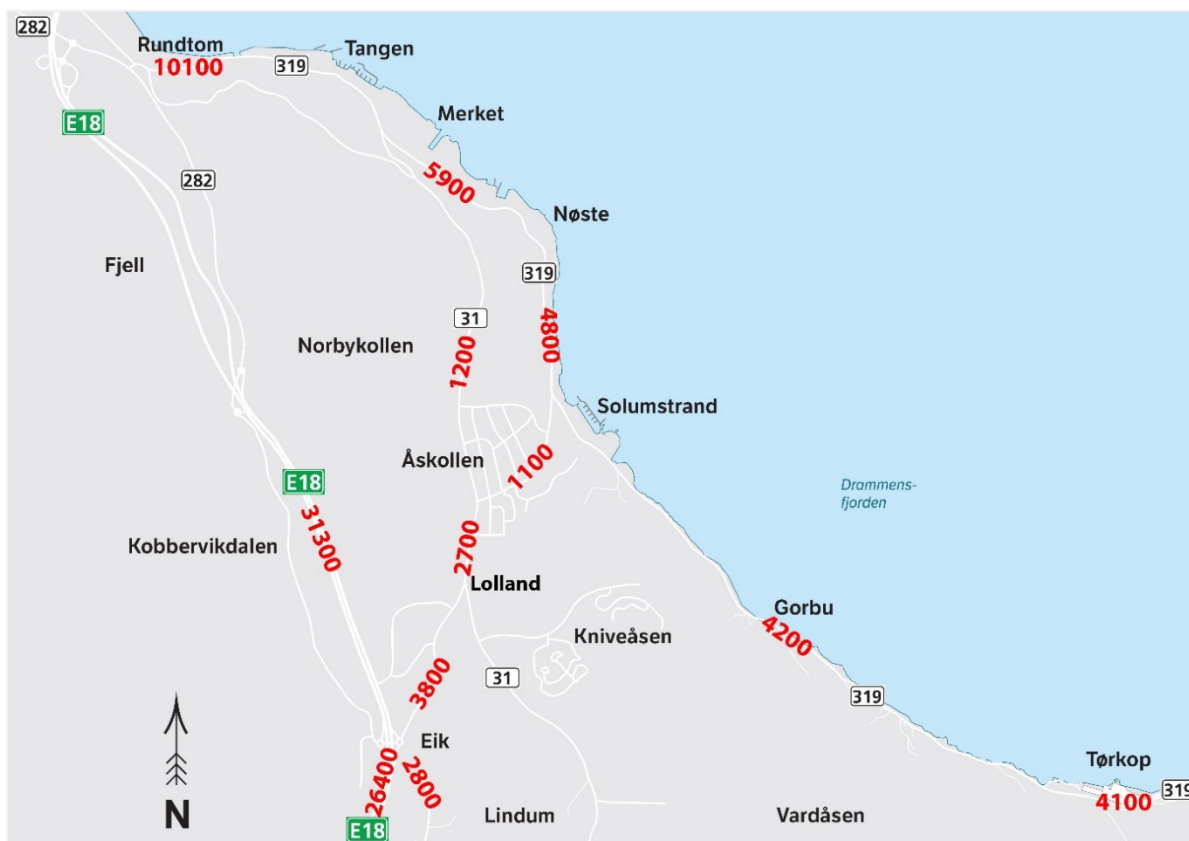 282
Rundtom
10100
319
Tangen
Merket
E18
282
5900
Nøste
Fjell
319
31
4800
Norbykollen
1200
Solumstrand
Åskollen
1100
E18
Drammens-
fjorden
31300
Kobbervikdalen
2700
Lolland
Gorbu
4200
Kniveåsen
3800
31
319
Eik
26400
2800
Tørkop
319
4100
N
E18
Lindum
Vardåsen